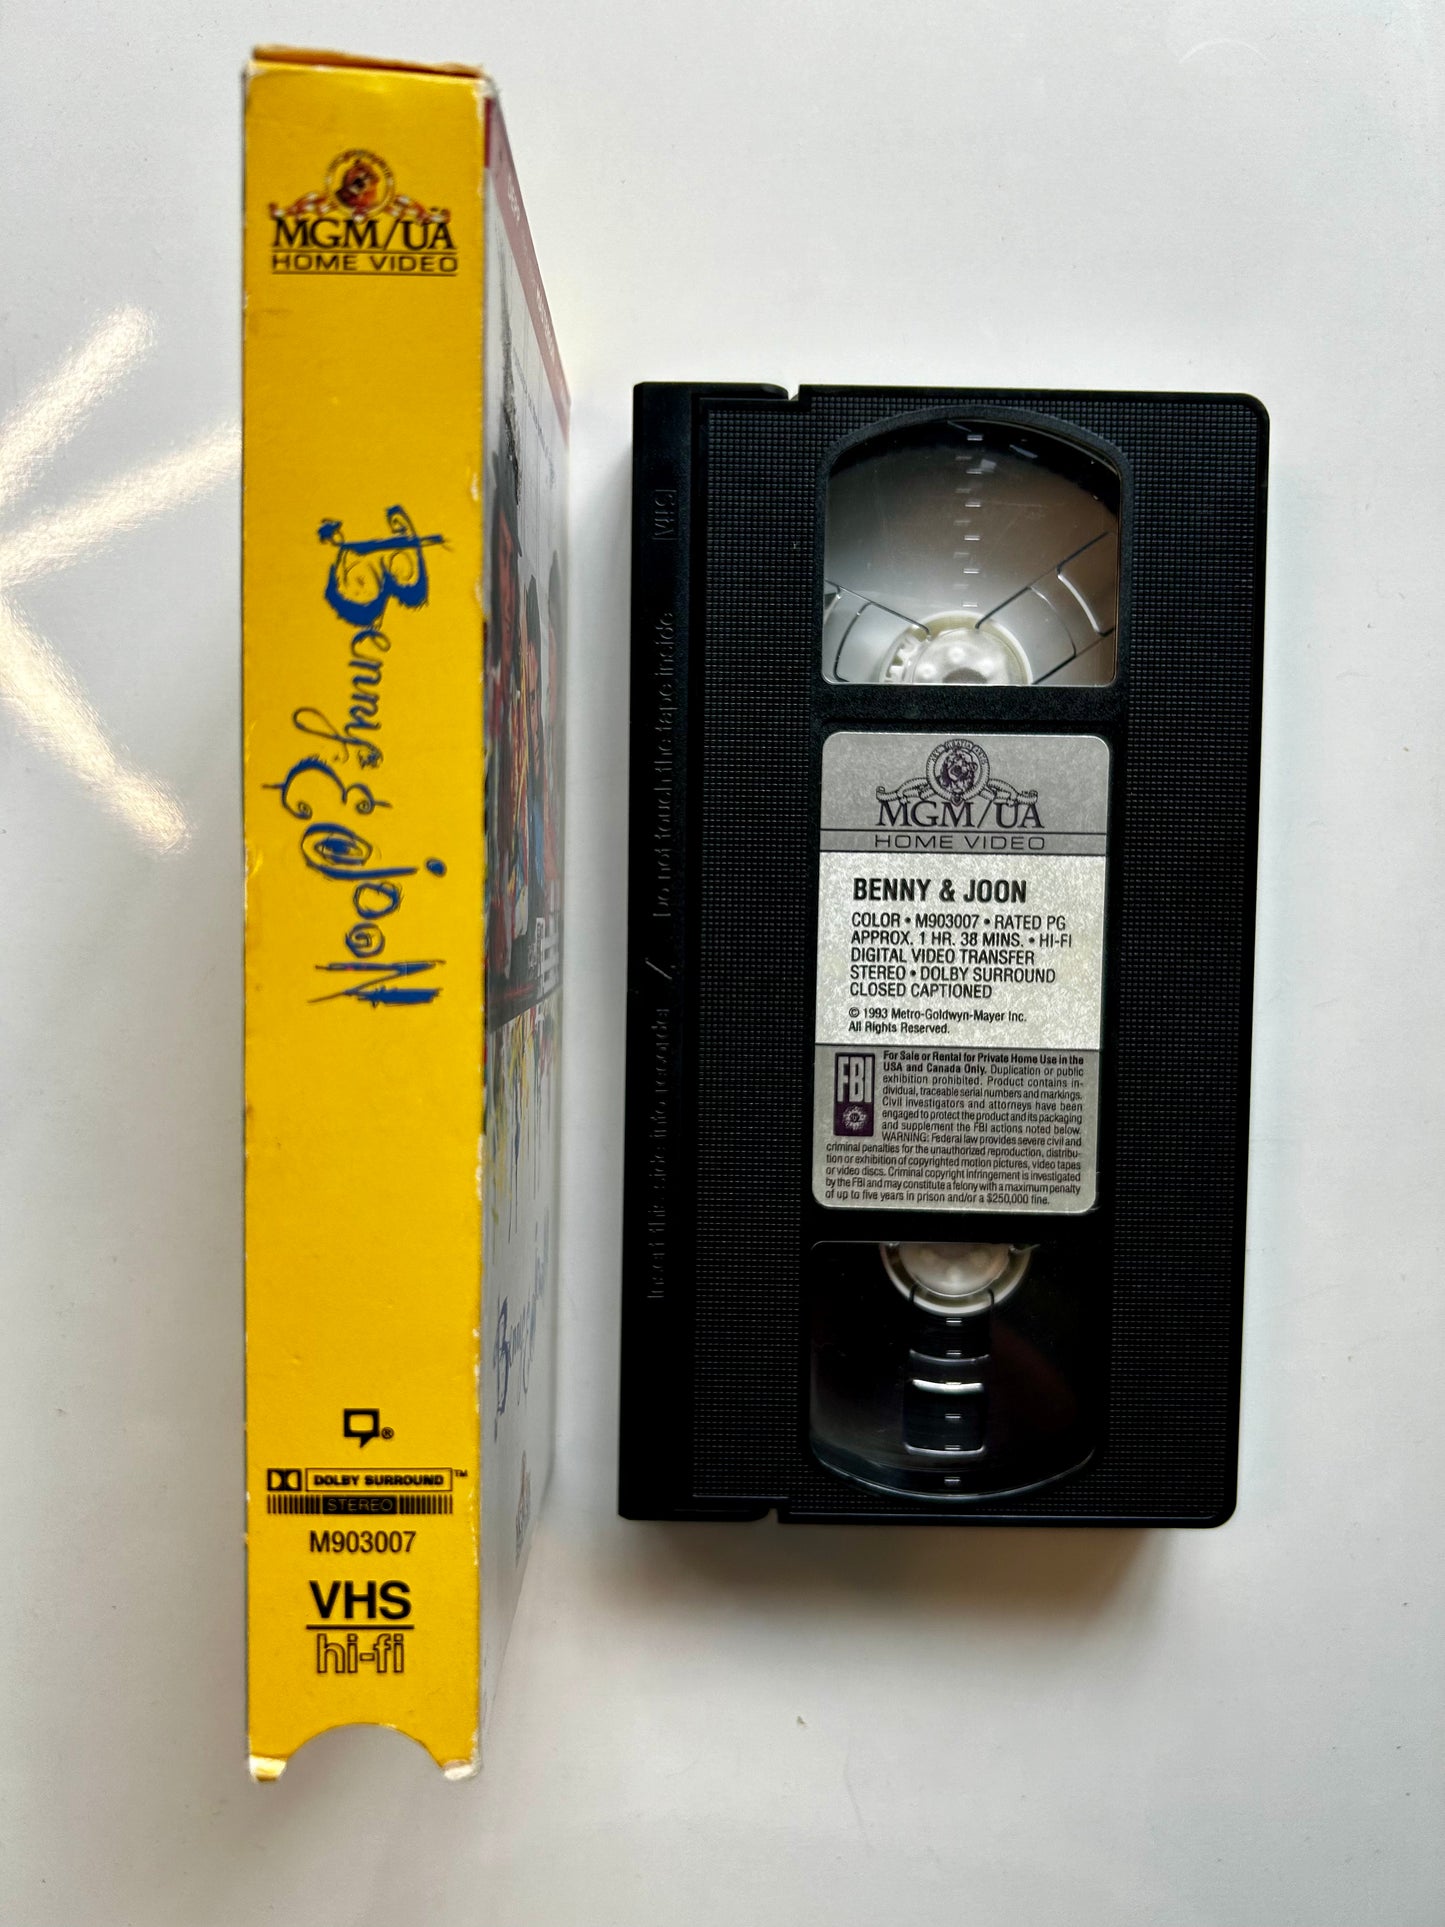 MGM/UA
HOME VIDEO
Benny & Joon
®
DOLBY SURROUND™
STEREO
M903007
VHS
hi-fi
VHS
Do not touch the tape inside
Insert this side into recorder
MGM/UA
HOME VIDEO
BENNY & JOON
COLOR • M903007 • RATED PG
APPROX. 1 HR. 38 MINS. • HI-FI
DIGITAL VIDEO TRANSFER
STEREO • DOLBY SURROUND
CLOSED CAPTIONED
© 1993 Metro-Goldwyn-Mayer Inc.
All Rights Reserved.
FBI
For Sale or Rental for Private Home Use in the
USA and Canada Only. Duplication or public
exhibition prohibited. Product contains in-
dividual, traceable serial numbers and markings.
Civil investigators and attorneys have been
engaged to protect the product and its packaging
and supplement the FBI actions noted below.
WARNING: Federal law provides severe civil and
criminal penalties for the unauthorized reproduction, distribu-
tion or exhibition of copyrighted motion pictures, video tapes
or video discs. Criminal copyright infringement is investigated
by the FBI and may constitute a felony with a maximum penalty
of up to five years in prison and/or a $250,000 fine.